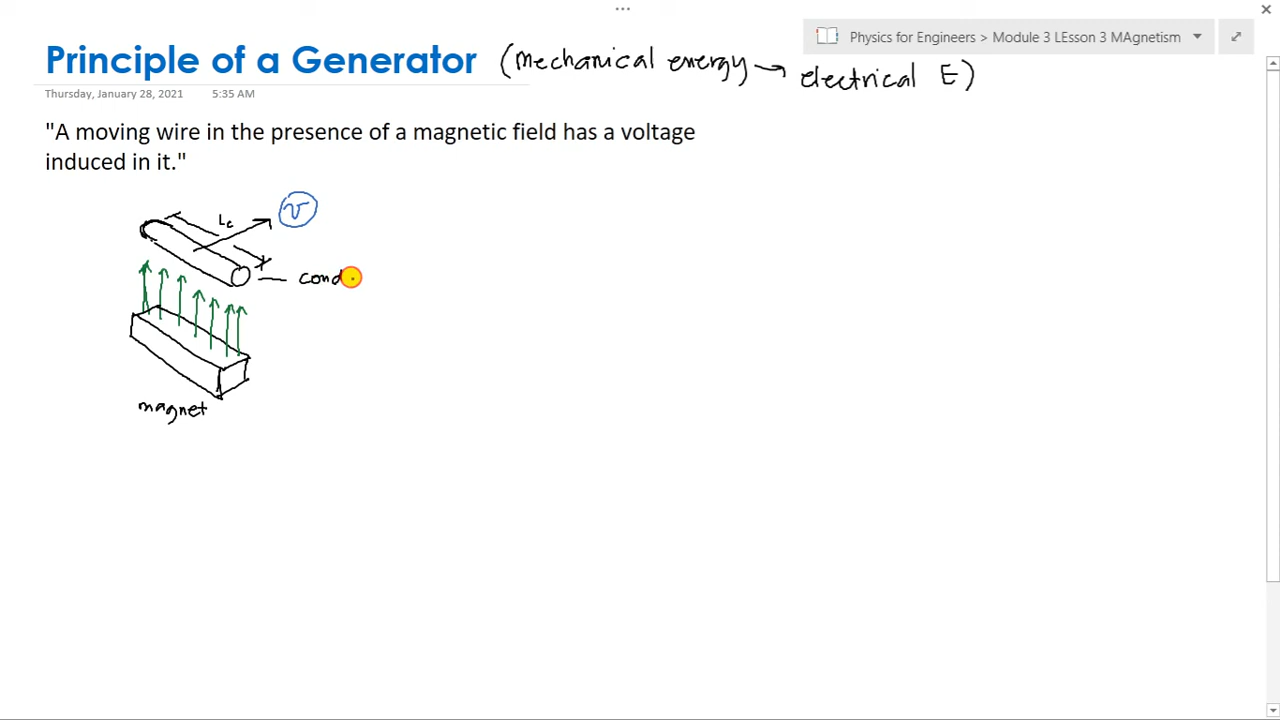 Physics for Engineers > Module 3 LEsson 3 MAgnetism
Principle of a Generator (mechanical energy → electrical E)
Thursday, January 28, 2021 5:35 AM
"A moving wire in the presence of a magnetic field has a voltage
induced in it."
Lc
v
cond
magnet